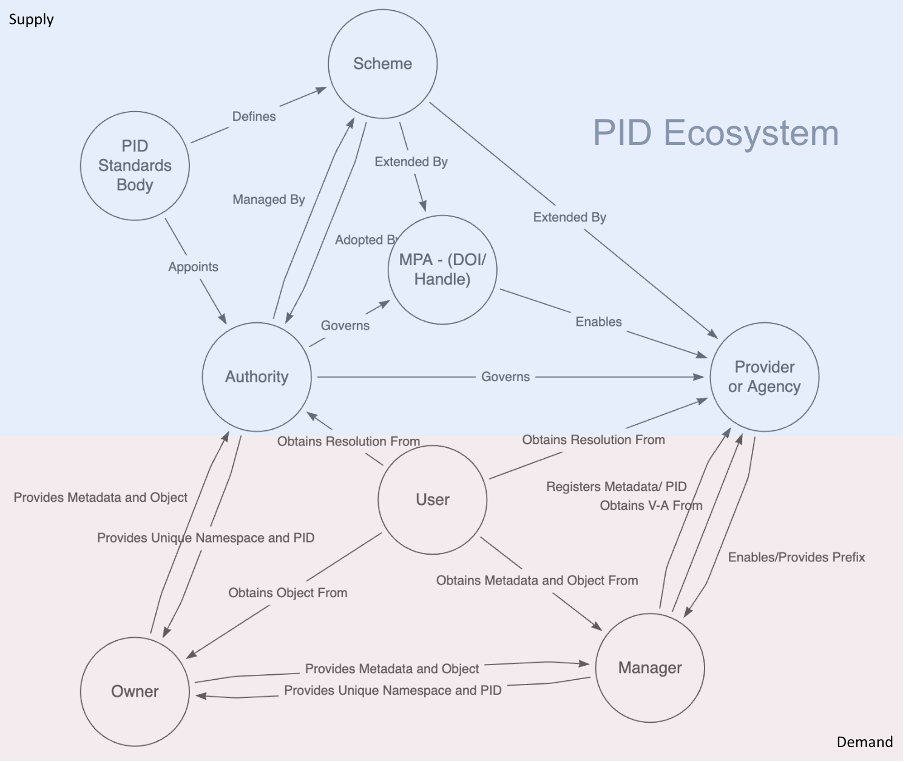 Supply
Scheme
PID Ecosystem
Defines
PID
Standards
Body
Extended By
Managed By
Extended By
Adopted By
MPA - (DOI/
Handle)
Appoints
Governs
Enables
Authority
Governs
Provider
or Agency
Obtains Resolution From
Obtains Resolution From
User
Provides Metadata and Object
Registers Metadata/ PID
Obtains V-A From
Provides Unique Namespace and PID
Enables/Provides Prefix
Obtains Metadata and Object From
Obtains Object From
Provides Metadata and Object
Manager
Owner
Provides Unique Namespace and PID
Demand